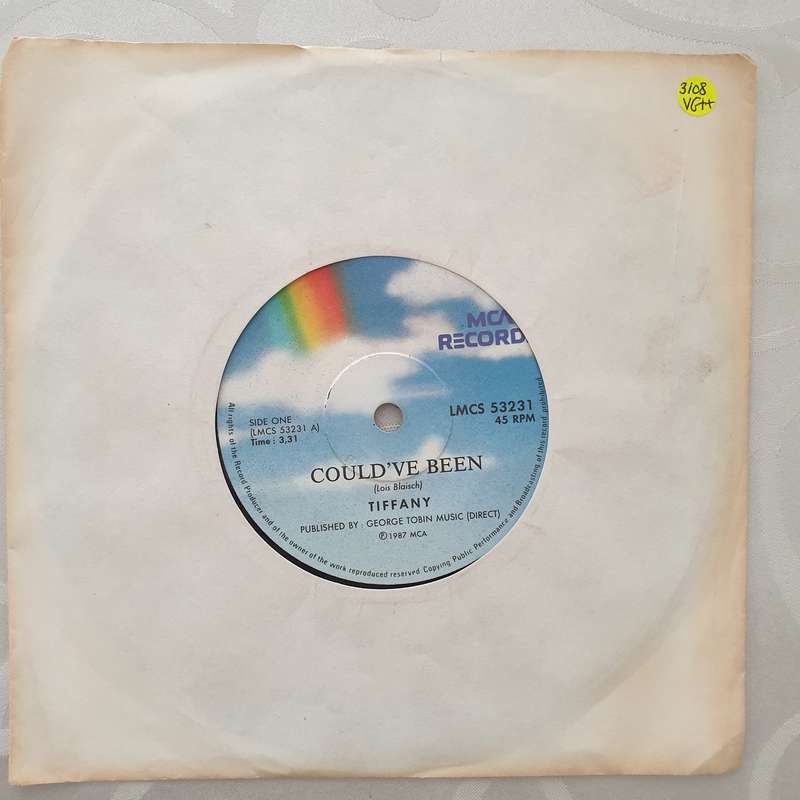 3108
VG++
MCA
RECORD
LMCS 53231
45 RPM
SIDE ONE
(LMCS 53231 A)
Time : 3,31
COULD'VE BEEN
(Lois Blaisch)
TIFFANY
PUBLISHED BY : GEORGE TOBIN MUSIC (DIRECT)
℗ 1987 MCA
All rights of the Record Producer and of the owner of the work reproduced reserved Copying Public Performance and Broadcasting of this record prohibited